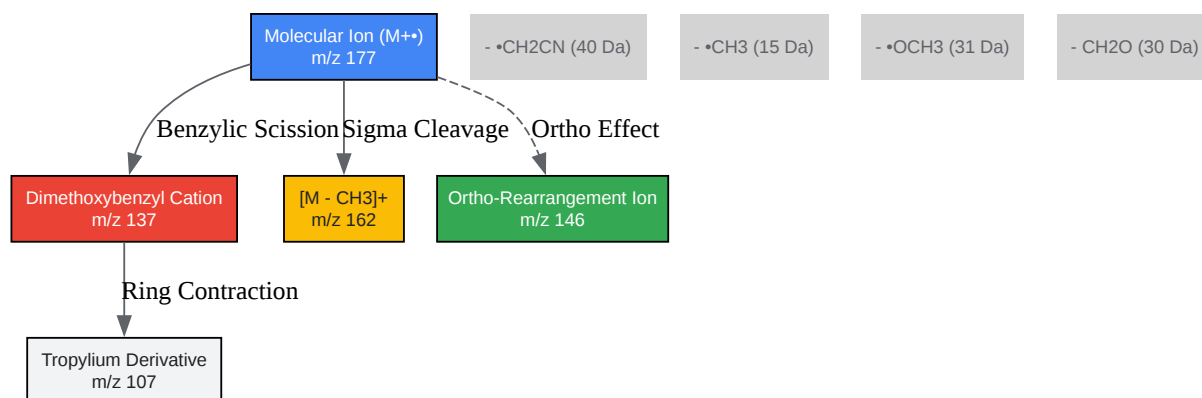 Molecular Ion (M+•)
m/z 177
- •CH2CN (40 Da)
- •CH3 (15 Da)
- •OCH3 (31 Da)
- CH2O (30 Da)
Benzylic Scission
Sigma Cleavage
Ortho Effect
Dimethoxybenzyl Cation
m/z 137
[M - CH3]+
m/z 162
Ortho-Rearrangement Ion
m/z 146
Ring Contraction
Tropylium Derivative
m/z 107